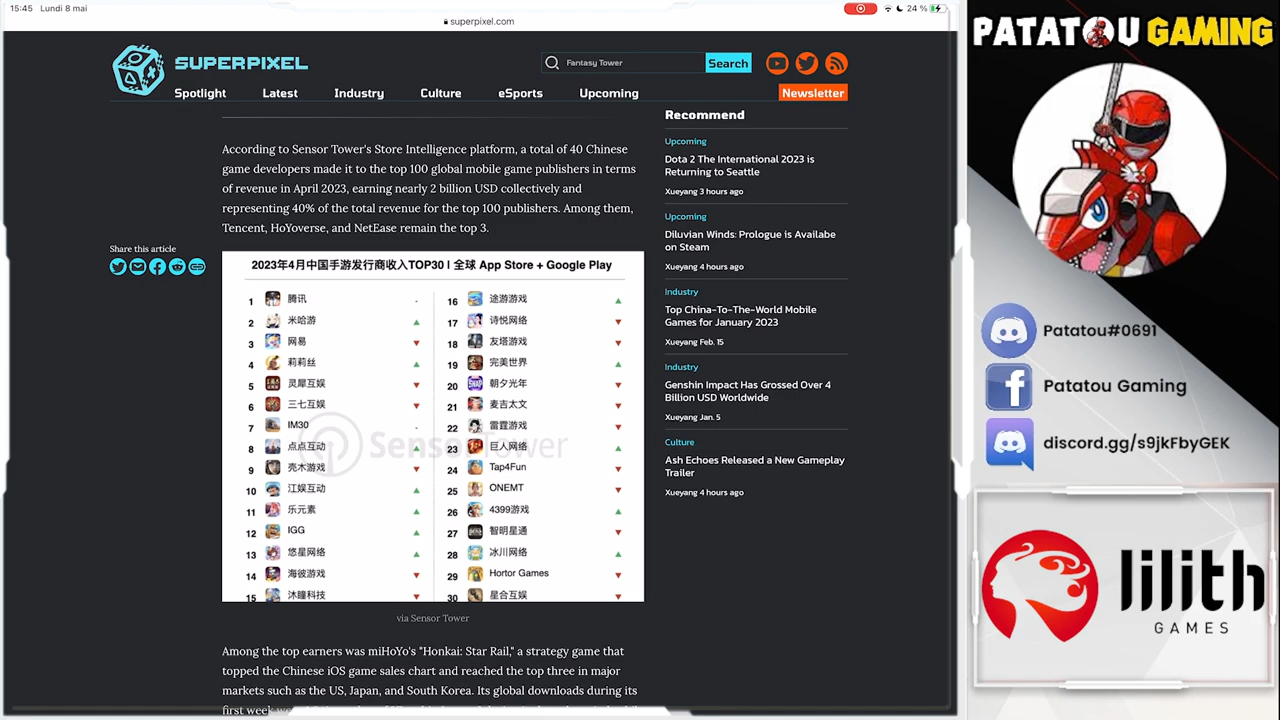 15:45 Lundi 8 mai
24 %
superpixel.com
SUPERPIXEL
Fantasy Tower
Search
Spotlight Latest Industry Culture eSports Upcoming
Newsletter
According to Sensor Tower's Store Intelligence platform, a total of 40 Chinese
game developers made it to the top 100 global mobile game publishers in terms
of revenue in April 2023, earning nearly 2 billion USD collectively and
representing 40% of the total revenue for the top 100 publishers. Among them,
Tencent, HoYoverse, and NetEase remain the top 3.
Share this article
2023年4月中国手游发行商收入TOP30 | 全球 App Store + Google Play
1 腾讯 -
2 米哈游 ▲
3 网易 ▼
4 莉莉丝 ▲
5 灵犀互娱 ▼
6 三七互娱 ▼
7 IM30 -
8 点点互动 ▲
9 壳木游戏 ▼
10 江娱互动 ▲
11 乐元素 ▲
12 IGG ▲
13 悠星网络 ▲
14 海彼游戏 ▼
15 沐瞳科技 ▼
16 途游游戏 ▲
17 诗悦网络 ▼
18 友塔游戏 ▼
19 完美世界 ▲
20 朝夕光年 ▼
21 麦吉太文 ▼
22 雷霆游戏 ▼
23 巨人网络 ▲
24 Tap4Fun ▼
25 ONEMT ▼
26 4399游戏 ▲
27 智明星通 ▼
28 冰川网络 ▲
29 Hortor Games ▼
30 星合互娱 ▼
SensorTower
via Sensor Tower
Among the top earners was miHoYo's "Honkai: Star Rail," a strategy game that
topped the Chinese iOS game sales chart and reached the top three in major
markets such as the US, Japan, and South Korea. Its global downloads during its
first week
Recommend
Upcoming
Dota 2 The International 2023 is
Returning to Seattle
Xueyang 3 hours ago
Upcoming
Diluvian Winds: Prologue is Availabe
on Steam
Xueyang 4 hours ago
Industry
Top China-To-The-World Mobile
Games for January 2023
Xueyang Feb. 15
Industry
Genshin Impact Has Grossed Over 4
Billion USD Worldwide
Xueyang Jan. 5
Culture
Ash Echoes Released a New Gameplay
Trailer
Xueyang 4 hours ago
PATATOU GAMING
Patatou#0691
Patatou Gaming
discord.gg/s9jkFbyGEK
lilith
GAMES